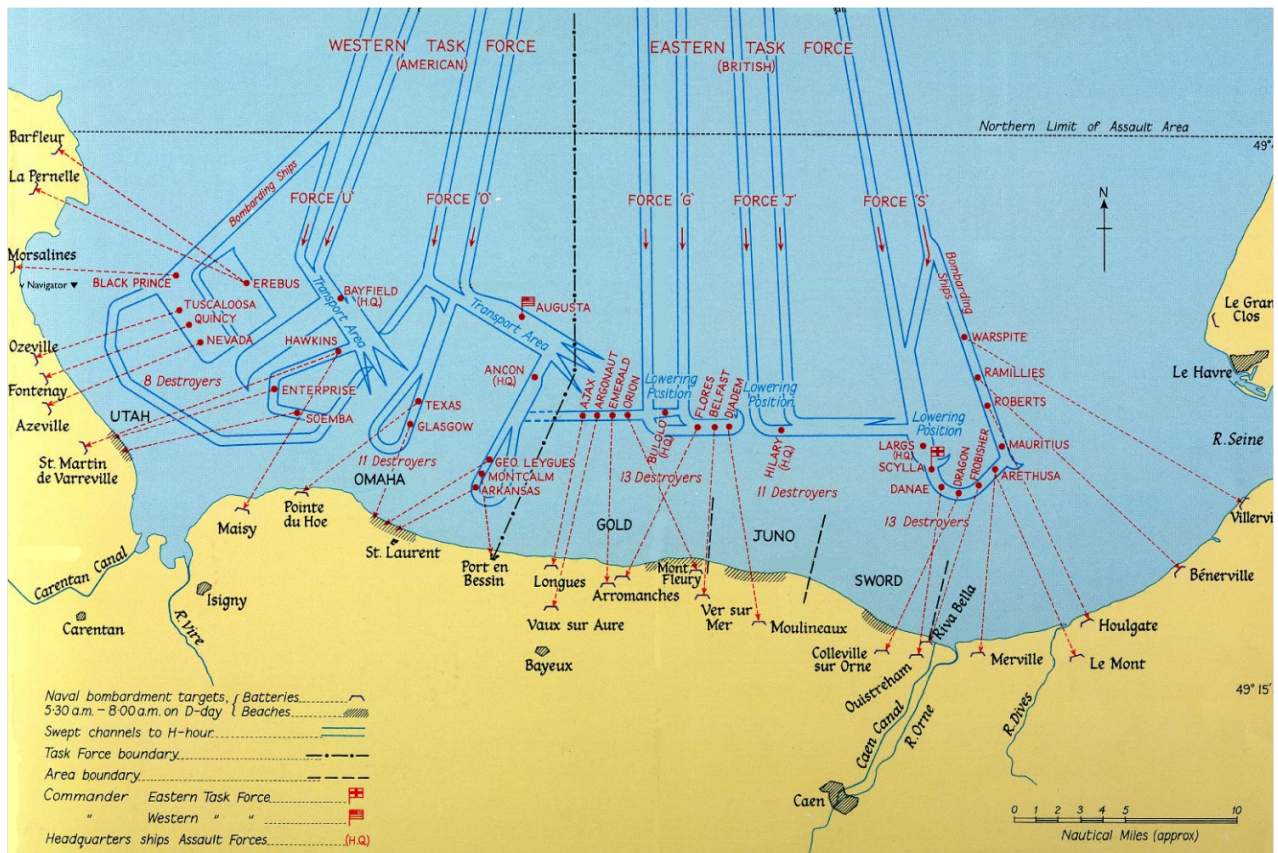 WESTERN TASK FORCE
(AMERICAN)
EASTERN TASK FORCE
(BRITISH)
Northern Limit of Assault Area
49°
Barfleur
La Pernelle
Morsalines
v Navigator ▼
Ozeville
Fontenay
Azeville
UTAH
St. Martin
de Varreville
Bombarding Ships
FORCE 'U'
FORCE 'O'
FORCE 'G'
FORCE 'J'
FORCE 'S'
N
BLACK PRINCE
EREBUS
TUSCALOOSA
QUINCY
NEVADA
8 Destroyers
BAYFIELD
(H.Q.)
Transport Area
HAWKINS
ENTERPRISE
SOEMBA
Transport Area
AUGUSTA
ANCON
(H.Q)
TEXAS
GLASGOW
11 Destroyers
OMAHA
GEO. LEYGUES
MONTCALM
ARKANSAS
AJAX
ARGONAUT
EMERALD
ORION
Lowering
Position
BULOLO
(H.Q)
FLORES
BELFAST
DIADEM
13 Destroyers
Lowering
Position
HILARY
(H.Q)
11 Destroyers
Bombarding
Ships
WARSPITE
RAMILLIES
ROBERTS
MAURITIUS
ARETHUSA
Lowering
Position
LARGS
(H.Q)
SCYLLA
DANAE
DRAGON
FROBISHER
13 Destroyers
Le Gran
Clos
Le Havre
R. Seine
Villerv
Bénerville
Houlgate
Le Mont
Merville
GOLD
JUNO
SWORD
Maisy
Pointe
du Hoe
St. Laurent
Port en
Bessin
Longues
Vaux sur Aure
Arromanches
Mont
Fleury
Ver sur
Mer
Moulineaux
Colleville
sur Orne
Ouistreham
Riva Bella
Caen Canal
R. Orne
R. Dives
Caen
Bayeux
Carentan Canal
Carentan
Isigny
R. Vire
49° 15'
Naval bombardment targets, Batteries
5·30 a.m. – 8·00 a.m. on D-day Beaches
Swept channels to H-hour
Task Force boundary
Area boundary
Commander Eastern Task Force
" Western " "
Headquarters ships Assault Forces (H.Q)
0 1 2 3 4 5 10
Nautical Miles (approx)